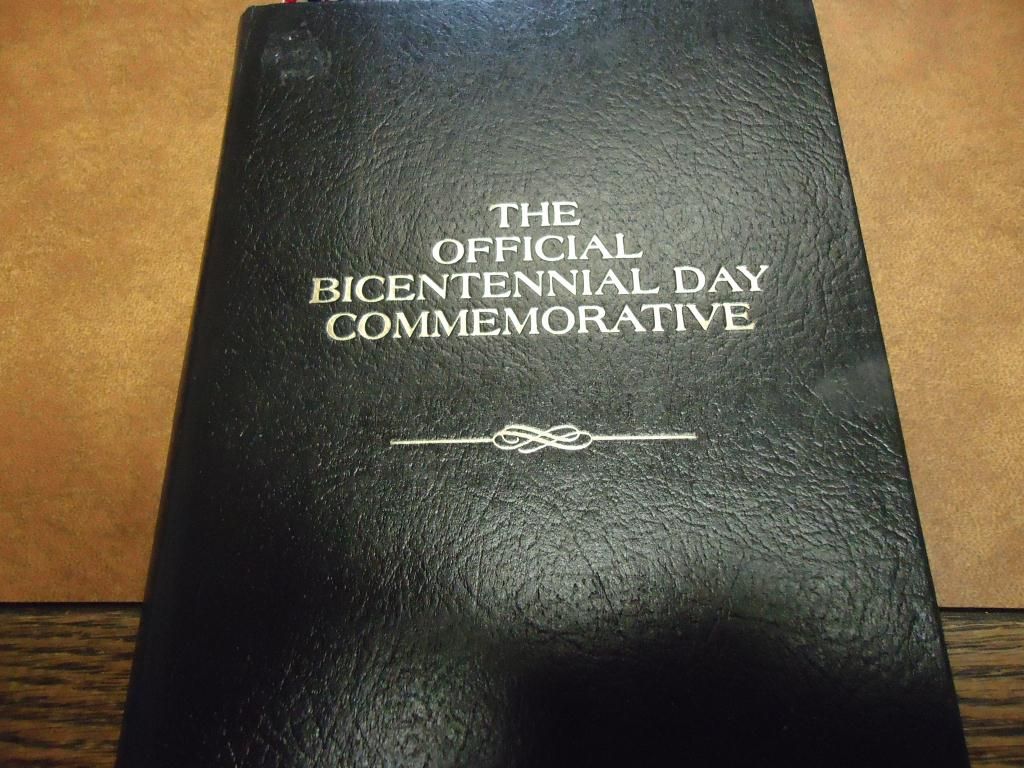 THE
OFFICIAL
BICENTENNIAL DAY
COMMEMORATIVE